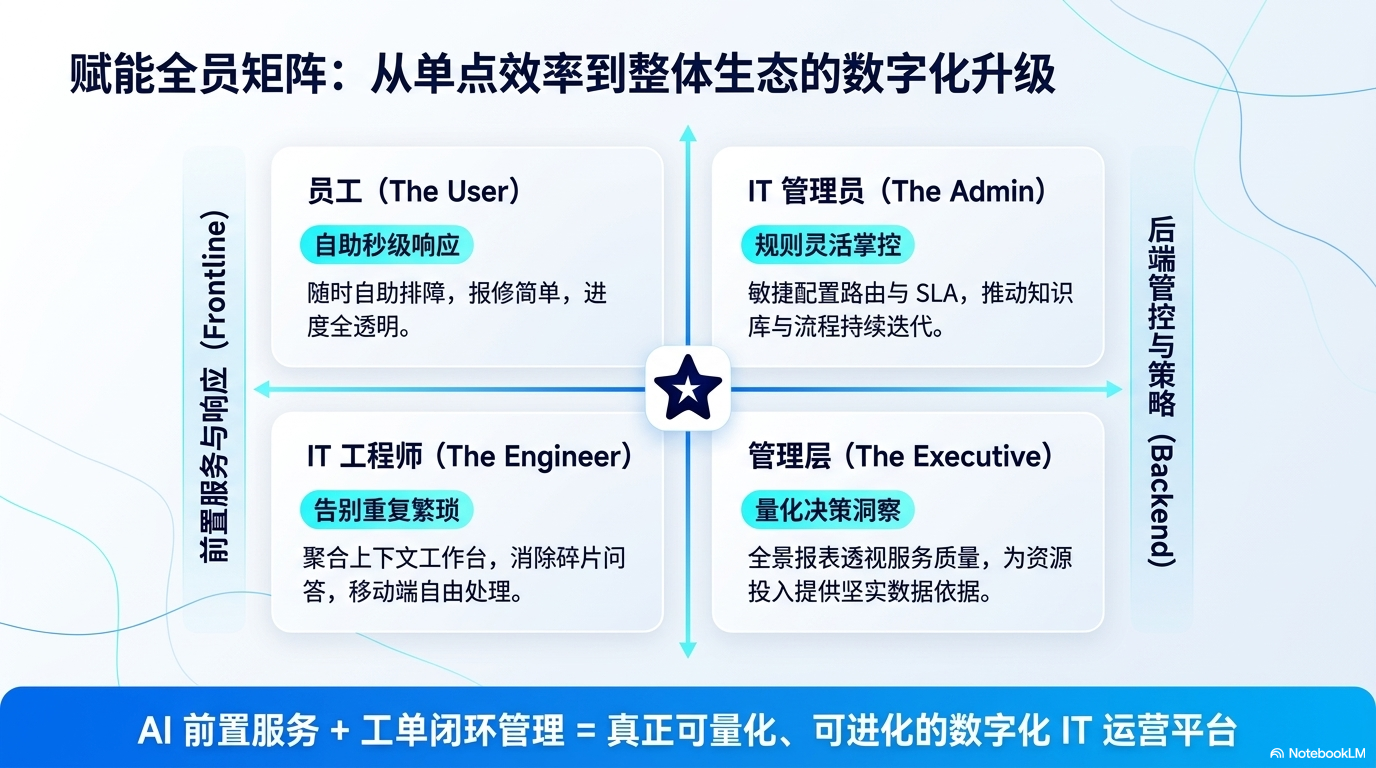 赋能全员矩阵：从单点效率到整体生态的数字化升级
前置服务与响应（Frontline）
员工（The User）
自助秒级响应
随时自助排障，报修简单，进
度全透明。
IT 管理员（The Admin）
规则灵活掌控
敏捷配置路由与 SLA，推动知识
库与流程持续迭代。
IT 工程师（The Engineer）
告别重复繁琐
聚合上下文工作台，消除碎片问
答，移动端自由处理。
管理层（The Executive）
量化决策洞察
全景报表透视服务质量，为资源
投入提供坚实数据依据。
后端管控与策略（Backend）
AI 前置服务 + 工单闭环管理 = 真正可量化、可进化的数字化 IT 运营平台
NotebookLM